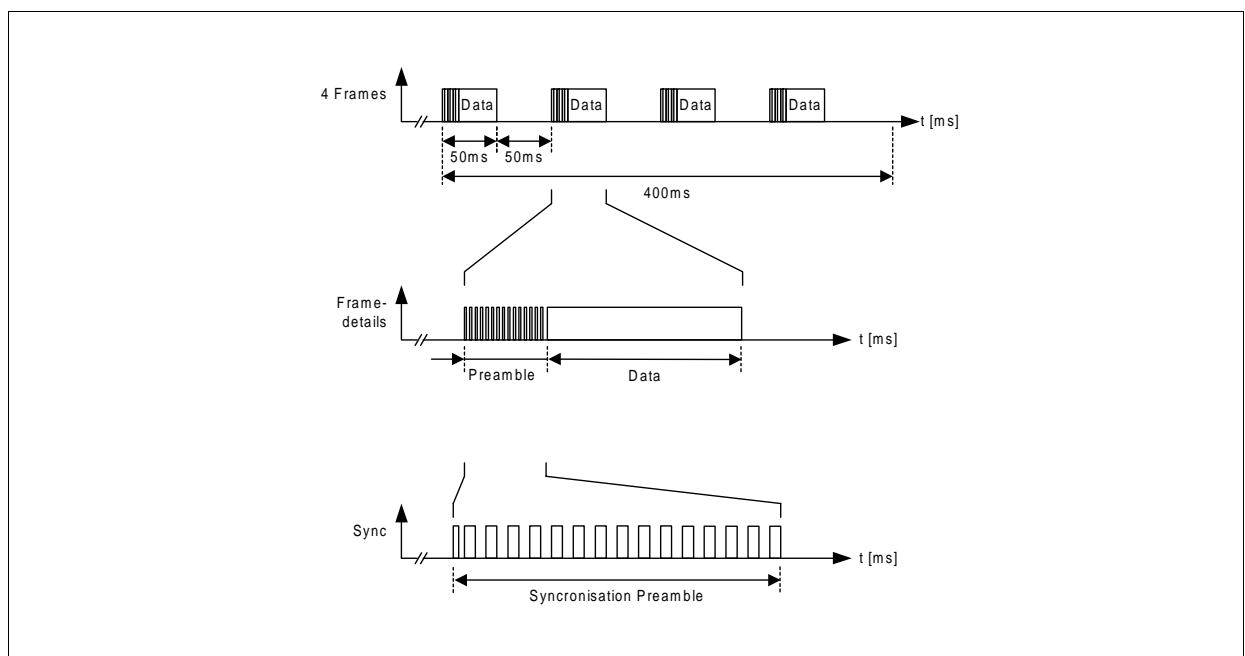 4 Frames
Data
Data
Data
Data
t [ms]
50ms
50ms
400ms
Frame-
details
t [ms]
Preamble
Data
Sync
t [ms]
Syncronisation Preamble